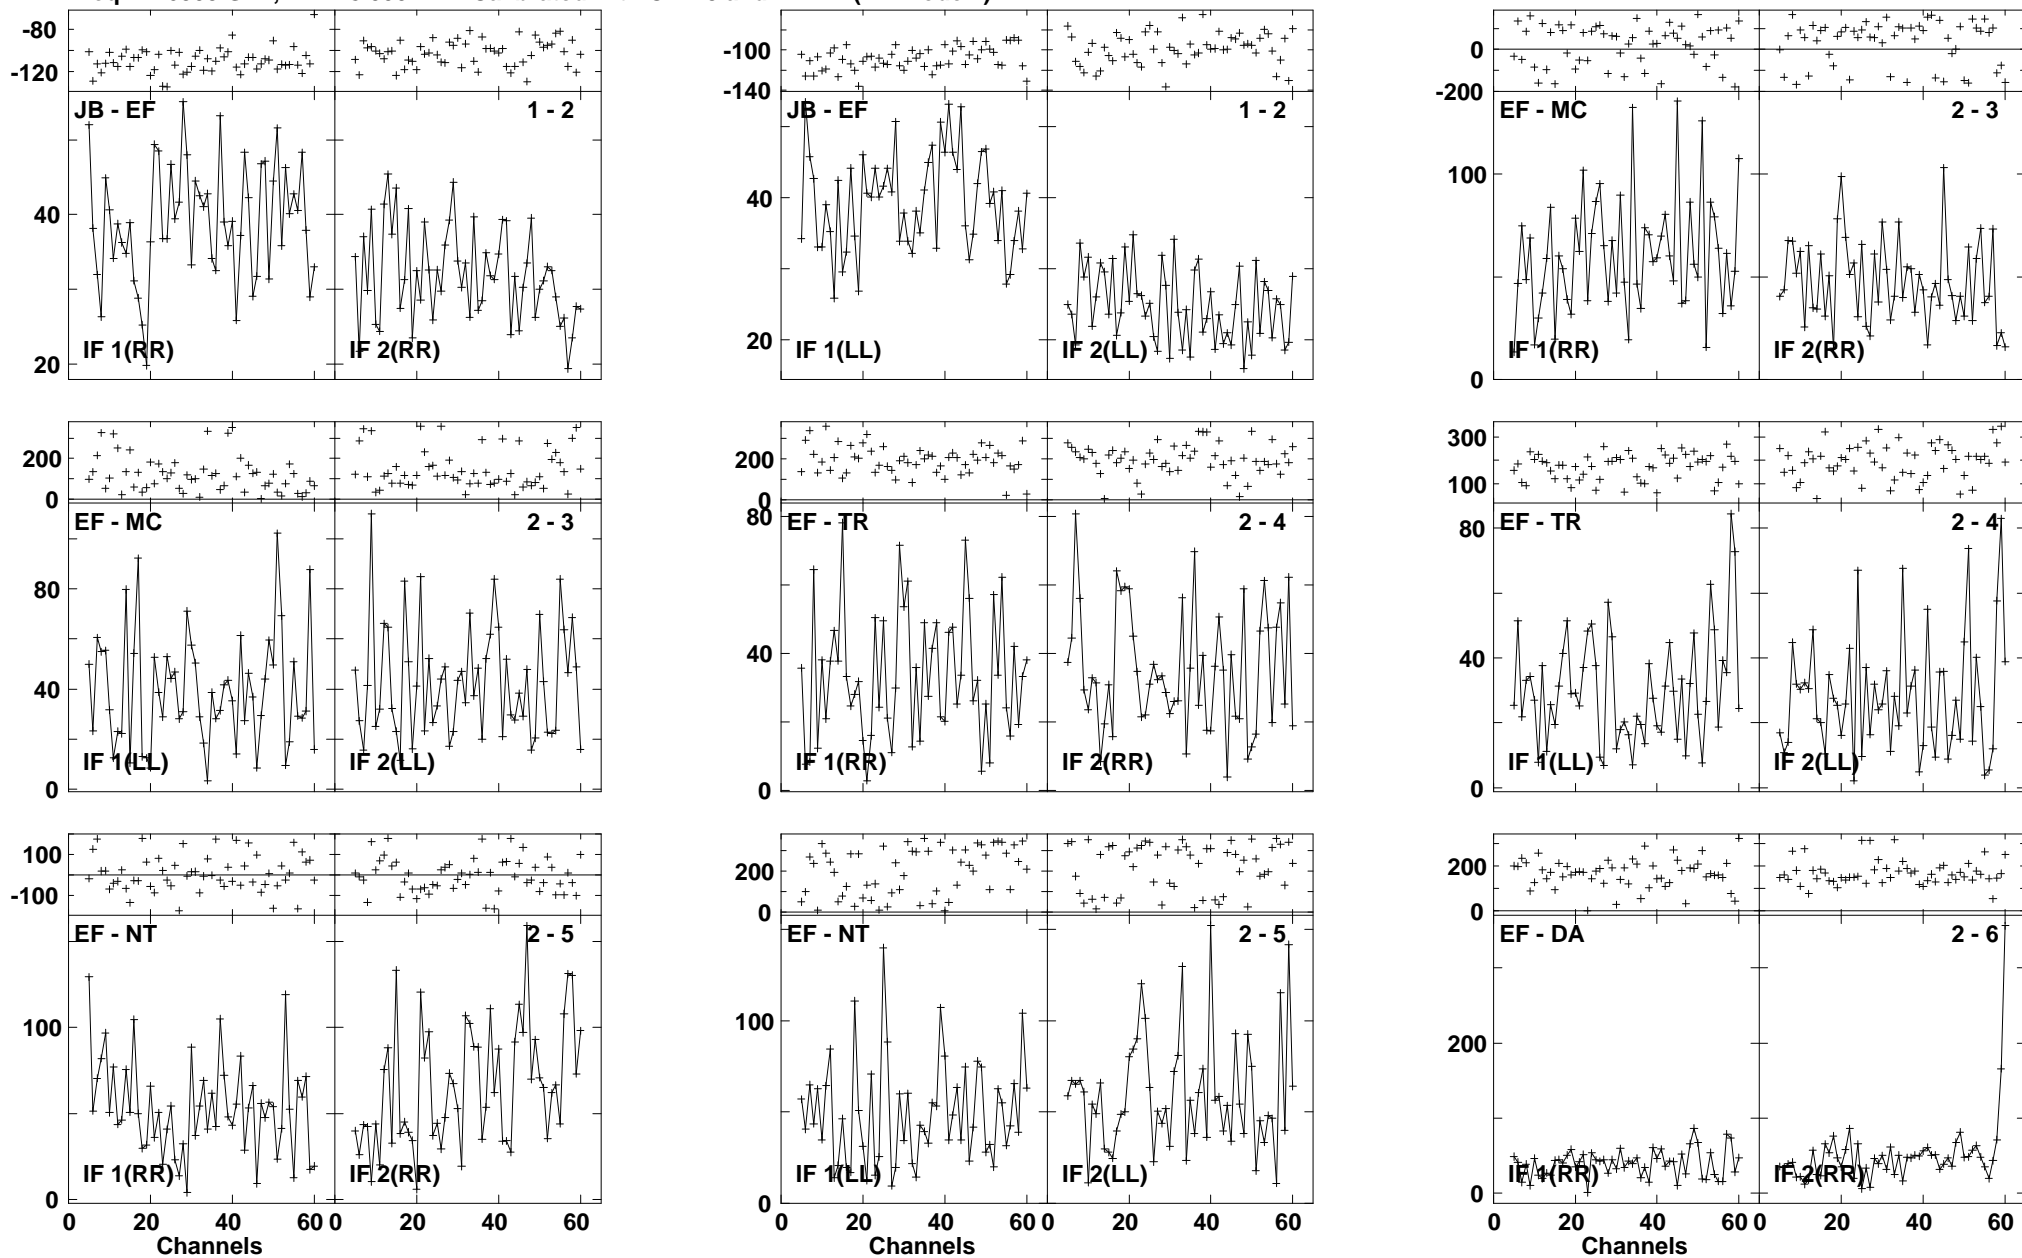 -80
-120
JB - EF 1 - 2
40
20
IF 1(RR) IF 2(RR)
-100
-140
JB - EF 1 - 2
40
20
IF 1(LL) IF 2(LL)
0
-200
EF - MC 2 - 3
100
0
IF 1(RR) IF 2(RR)
200
0
EF - MC 2 - 3
80
40
0
IF 1(LL) IF 2(LL)
200
0
EF - TR 2 - 4
80
40
0
IF 1(RR) IF 2(RR)
300
100
EF - TR 2 - 4
80
40
0
IF 1(LL) IF 2(LL)
100
-100
EF - NT 2 - 5
100
0
IF 1(RR) IF 2(RR)
0 20 40 60 0 20 40 60
Channels
200
0
EF - NT 2 - 5
100
0
IF 1(LL) IF 2(LL)
0 20 40 60 0 20 40 60
Channels
200
0
EF - DA 2 - 6
200
0
IF 1(RR) IF 2(RR)
0 20 40 60 0 20 40 60
Channels